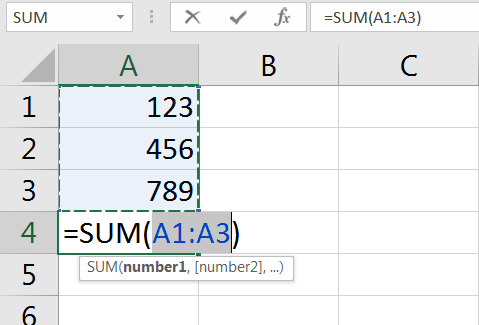 SUM fx =SUM(A1:A3)
A B C
1 123
2 456
3 789
4 =SUM(A1:A3)
5 SUM(number1, [number2], ...)
6